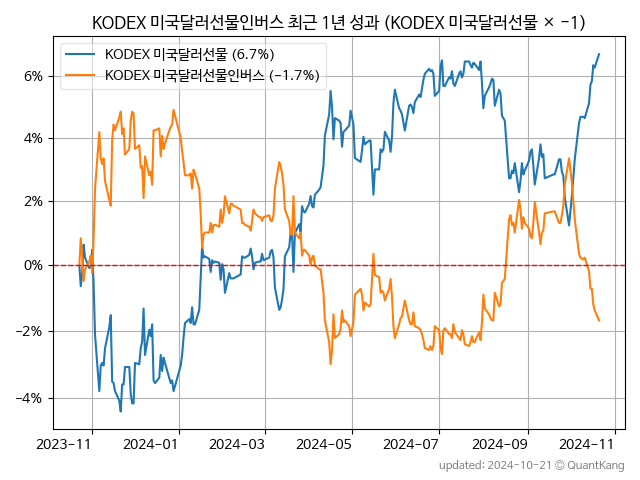 KODEX 미국달러선물인버스 최근 1년 성과 (KODEX 미국달러선물 × -1)
KODEX 미국달러선물 (6.7%)
KODEX 미국달러선물인버스 (-1.7%)
6%
4%
2%
0%
-2%
-4%
2023-11 2024-01 2024-03 2024-05 2024-07 2024-09 2024-11
updated: 2024-10-21 © QuantKang